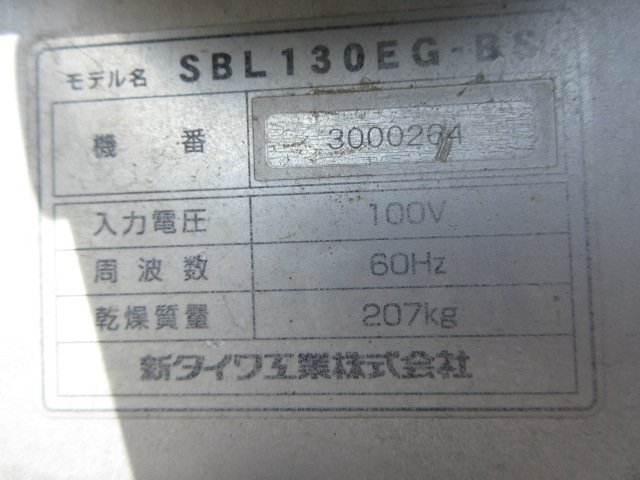 モデル名 SBL130EG-BS
機番 3000264
入力電圧 100V
周波数 60Hz
乾燥質量 207kg
新ダイワ工業株式会社